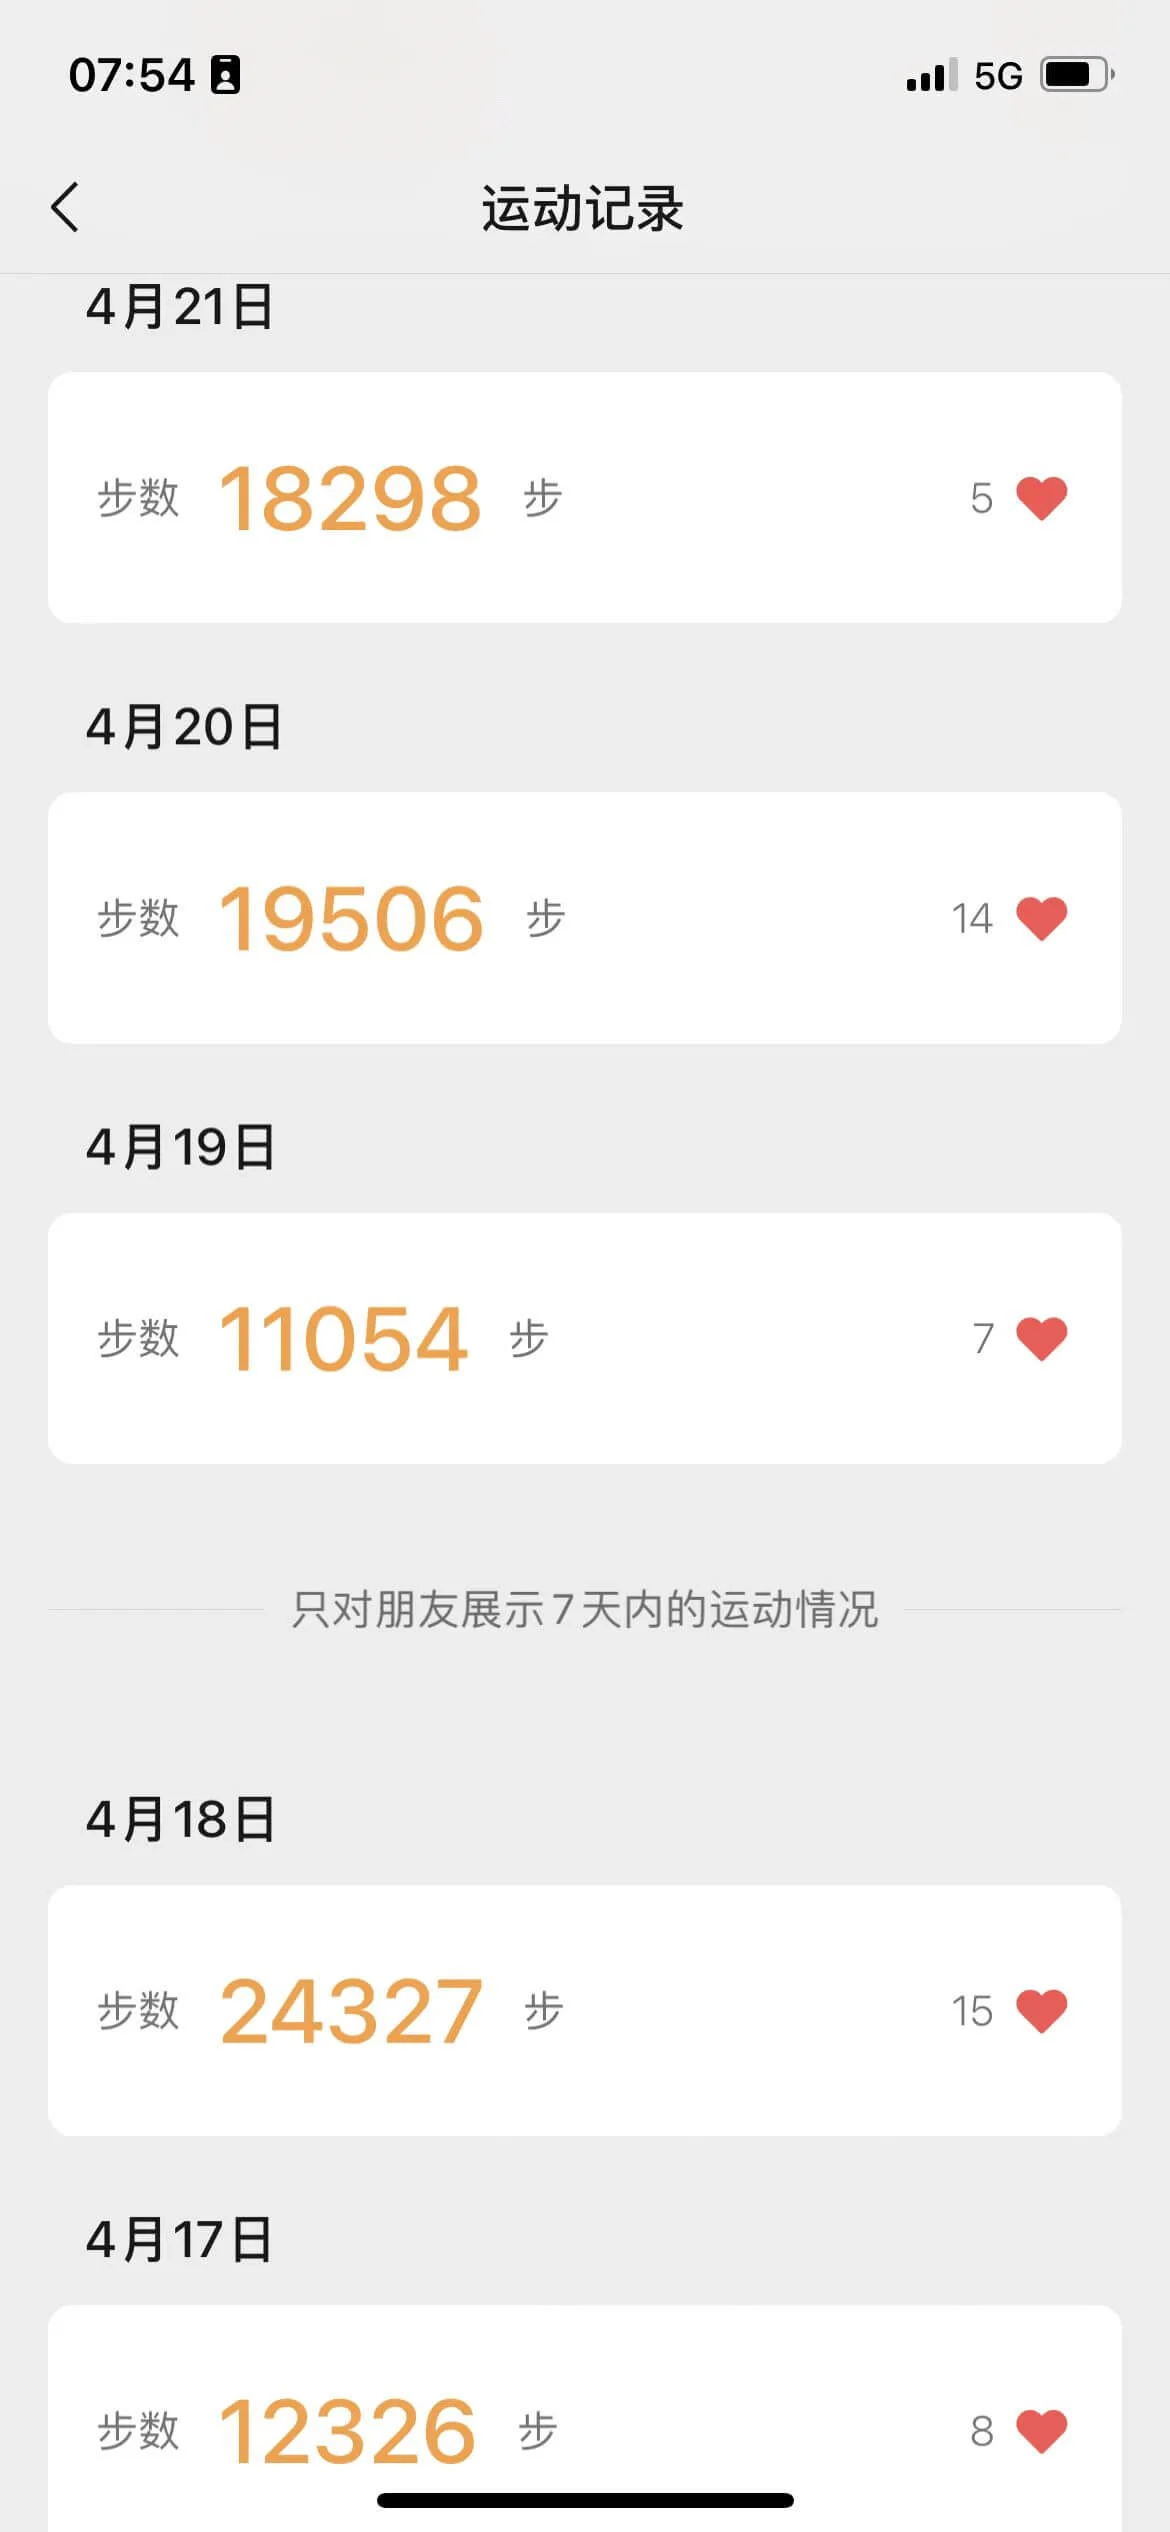 07:54 5G
运动记录
4月21日
步数 18298 步 5
4月20日
步数 19506 步 14
4月19日
步数 11054 步 7
只对朋友展示7天内的运动情况
4月18日
步数 24327 步 15
4月17日
步数 12326 步 8